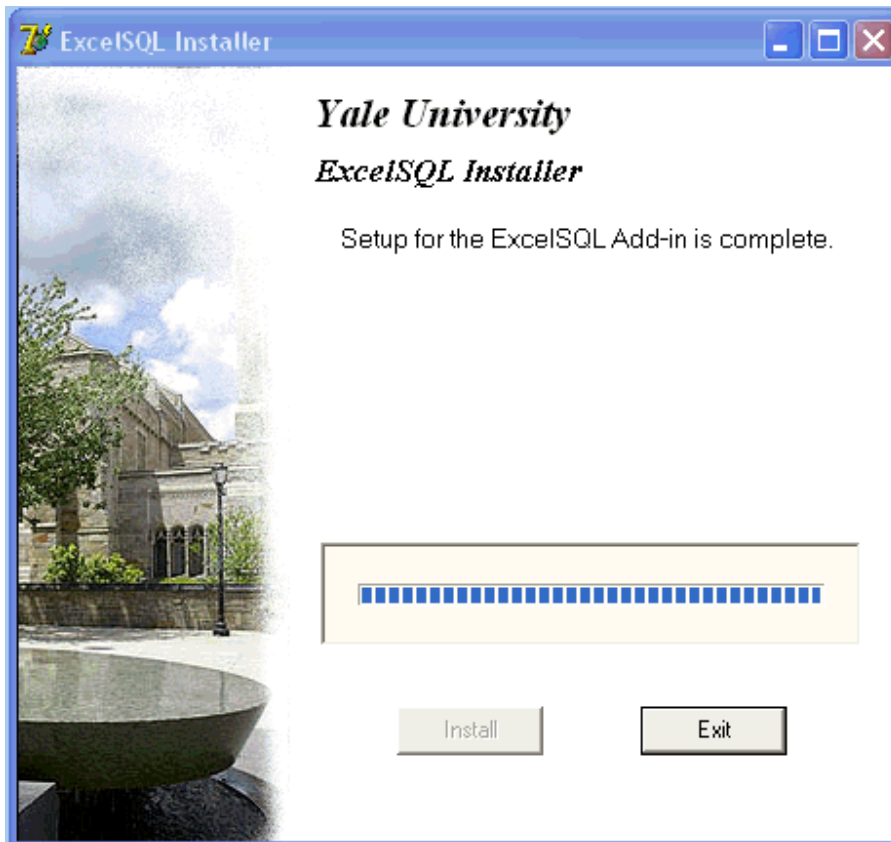 ExcelSQL Installer
Yale University
ExcelSQL Installer
Setup for the ExcelSQL Add-in is complete.
Install
Exit